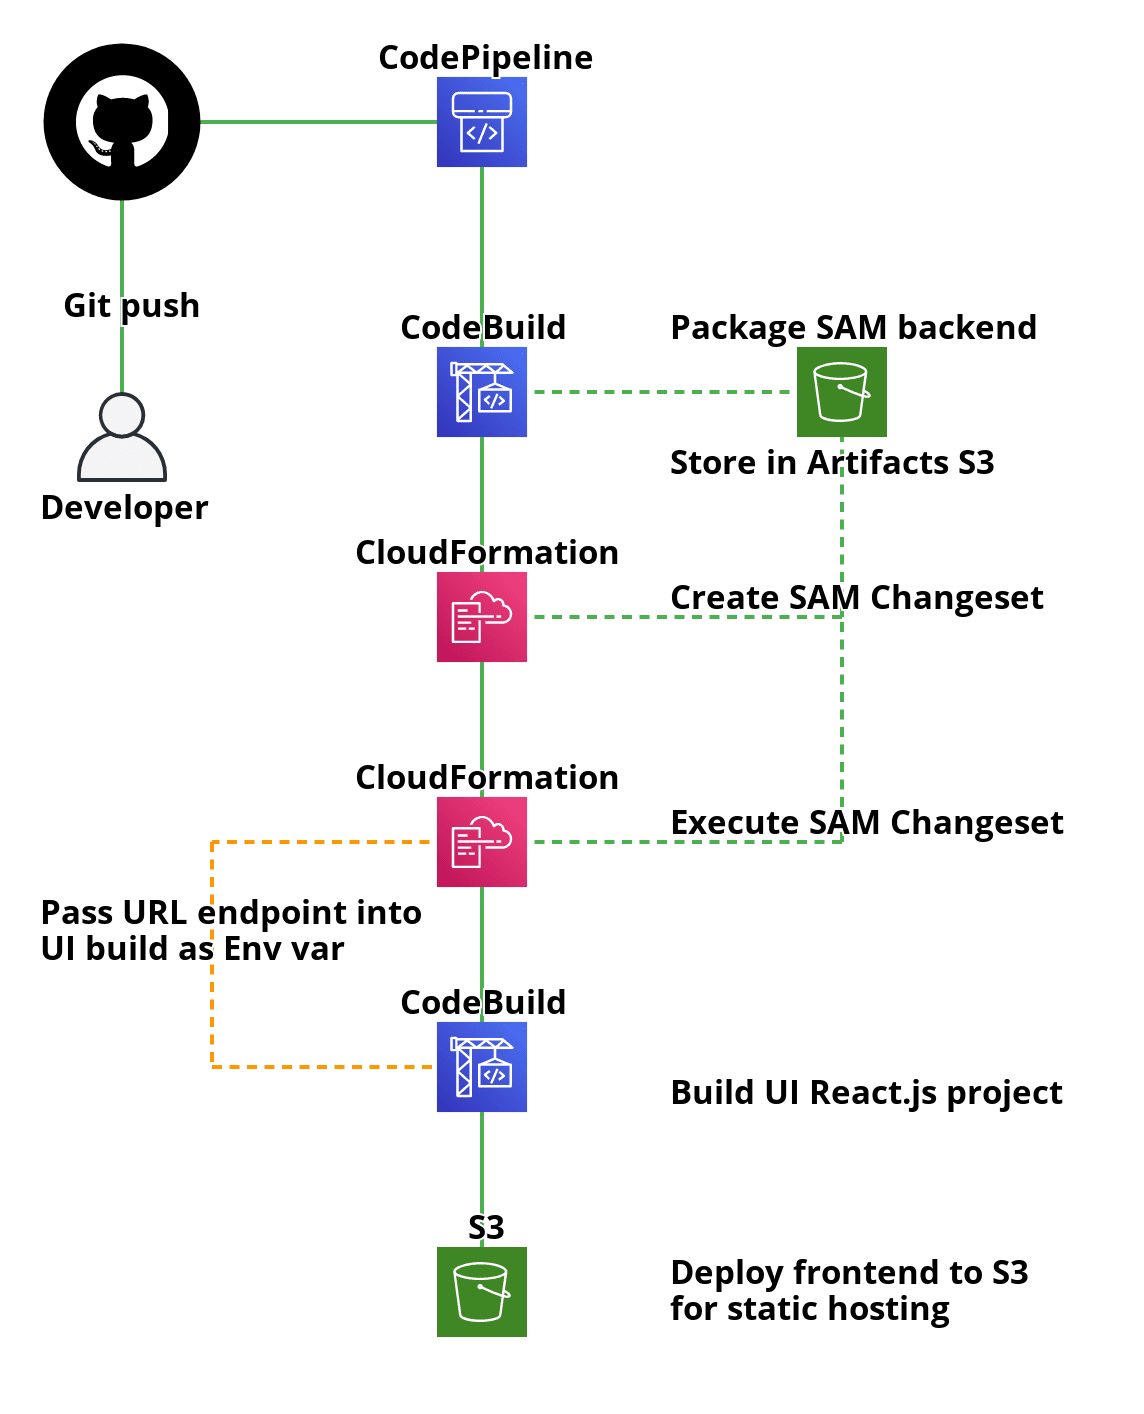 CodePipeline
Git push
CodeBuild
Package SAM backend
Store in Artifacts S3
Developer
CloudFormation
Create SAM Changeset
CloudFormation
Execute SAM Changeset
Pass URL endpoint into
UI build as Env var
CodeBuild
Build UI React.js project
S3
Deploy frontend to S3
for static hosting